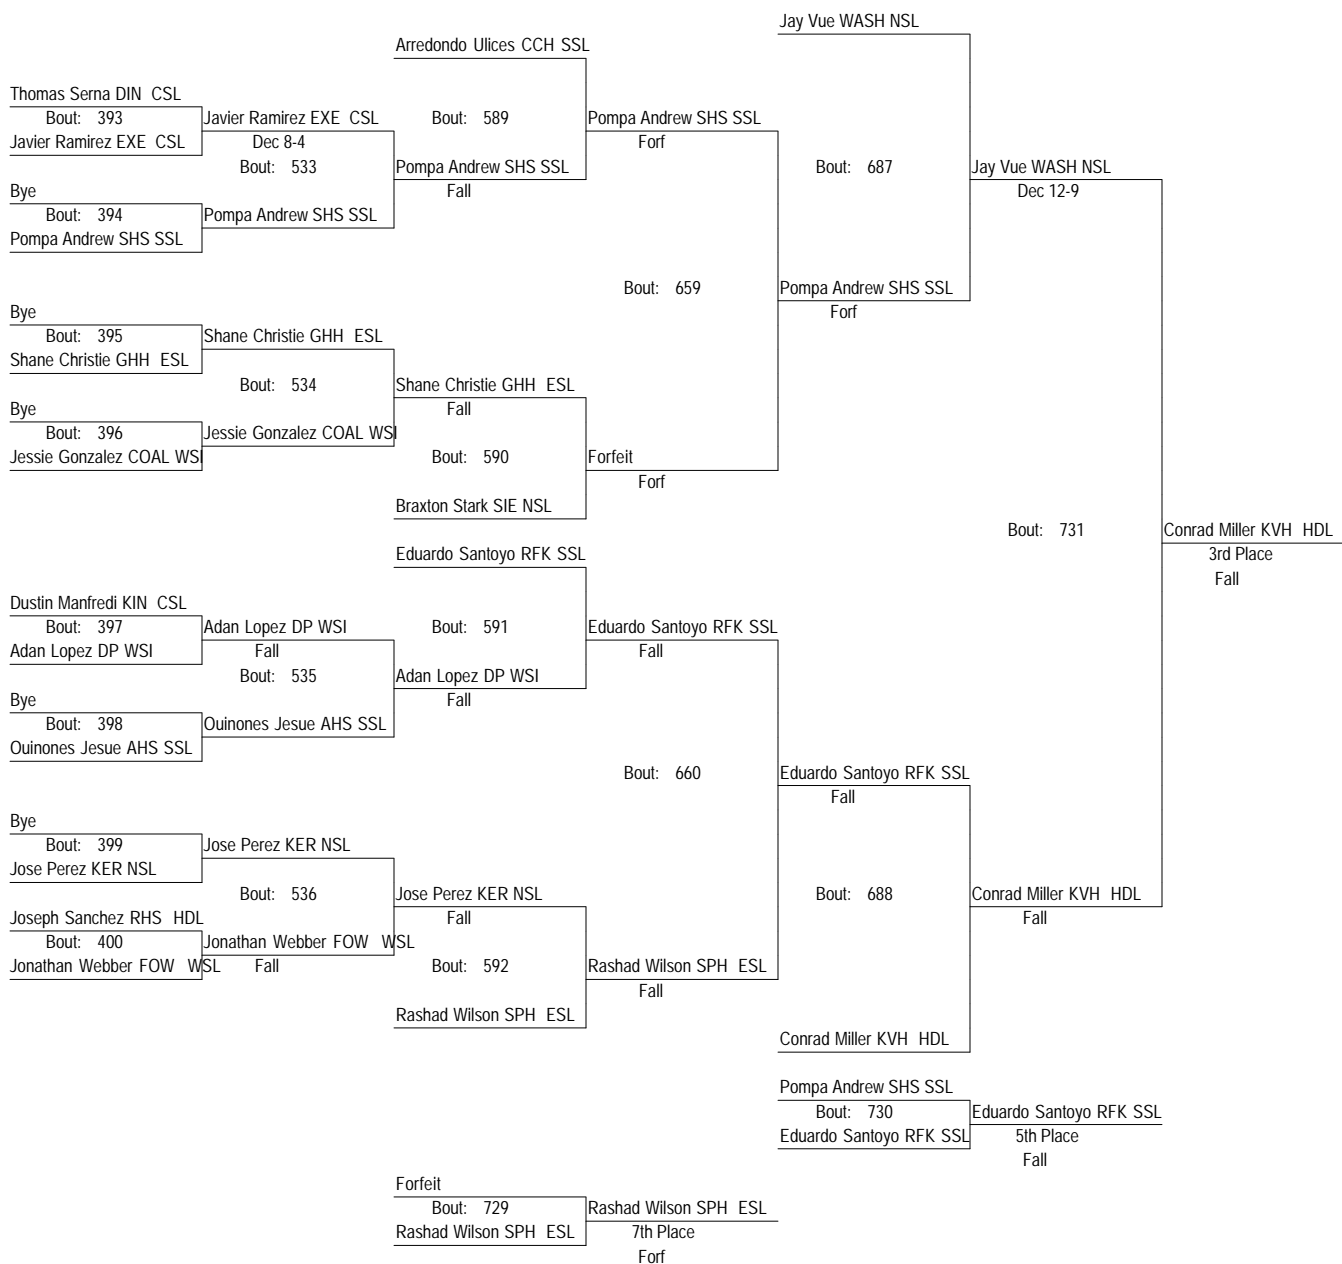 Jay Vue WASH NSL
Arredondo Ulices CCH SSL
Thomas Serna DIN  CSL
Bout:  393
Javier Ramirez EXE  CSL
Javier Ramirez EXE  CSL
Dec 8-4
Bout:  589
Pompa Andrew SHS SSL
Forf
Bout:  533
Pompa Andrew SHS SSL
Fall
Bout:  687
Jay Vue WASH NSL
Dec 12-9
Bye
Bout:  394
Pompa Andrew SHS SSL
Pompa Andrew SHS SSL
Bout:  659
Pompa Andrew SHS SSL
Forf
Bye
Bout:  395
Shane Christie GHH  ESL
Shane Christie GHH  ESL
Bout:  534
Shane Christie GHH  ESL
Fall
Bye
Bout:  396
Jessie Gonzalez COAL WSI
Jessie Gonzalez COAL WSI
Bout:  590
Forfeit
Forf
Braxton Stark SIE NSL
Bout:  731
Conrad Miller KVH  HDL
3rd Place
Fall
Eduardo Santoyo RFK SSL
Dustin Manfredi KIN  CSL
Bout:  397
Adan Lopez DP WSI
Adan Lopez DP WSI
Fall
Bout:  591
Eduardo Santoyo RFK SSL
Fall
Bout:  535
Adan Lopez DP WSI
Fall
Bye
Bout:  398
Ouinones Jesue AHS SSL
Ouinones Jesue AHS SSL
Bout:  660
Eduardo Santoyo RFK SSL
Fall
Bye
Bout:  399
Jose Perez KER NSL
Jose Perez KER NSL
Bout:  536
Jose Perez KER NSL
Fall
Bout:  688
Conrad Miller KVH  HDL
Fall
Joseph Sanchez RHS  HDL
Bout:  400
Jonathan Webber FOW  WSL
Jonathan Webber FOW  WSL
Fall
Bout:  592
Rashad Wilson SPH  ESL
Fall
Rashad Wilson SPH  ESL
Conrad Miller KVH  HDL
Pompa Andrew SHS SSL
Bout:  730
Eduardo Santoyo RFK SSL
Eduardo Santoyo RFK SSL
5th Place
Fall
Forfeit
Bout:  729
Rashad Wilson SPH  ESL
Rashad Wilson SPH  ESL
7th Place
Forf